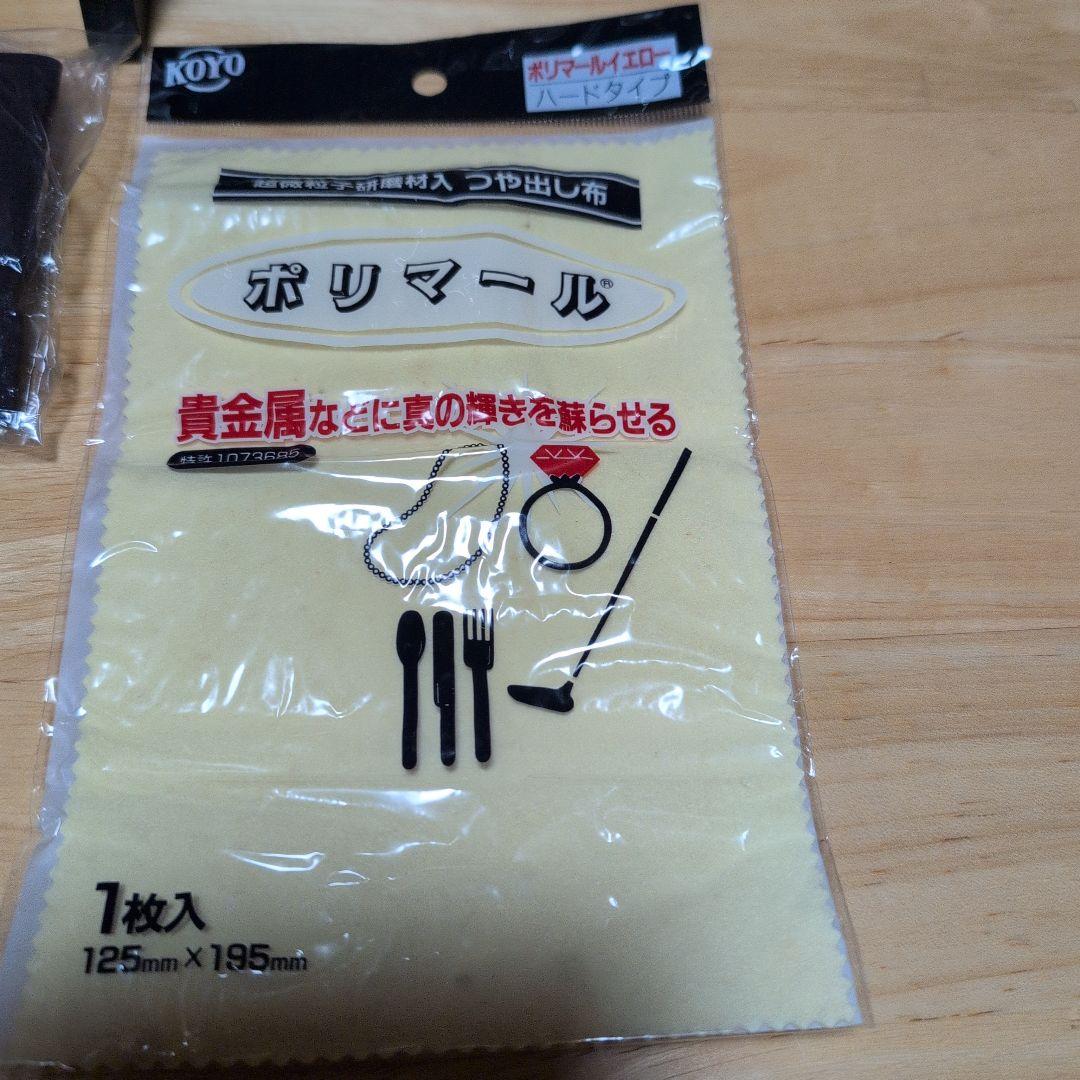 KOYO
ポリマールイエロー
ハードタイプ
超微粒子研磨材入 つや出し布
ポリマール®
貴金属などに真の輝きを蘇らせる
特許1073685
1枚入
125mm×195mm